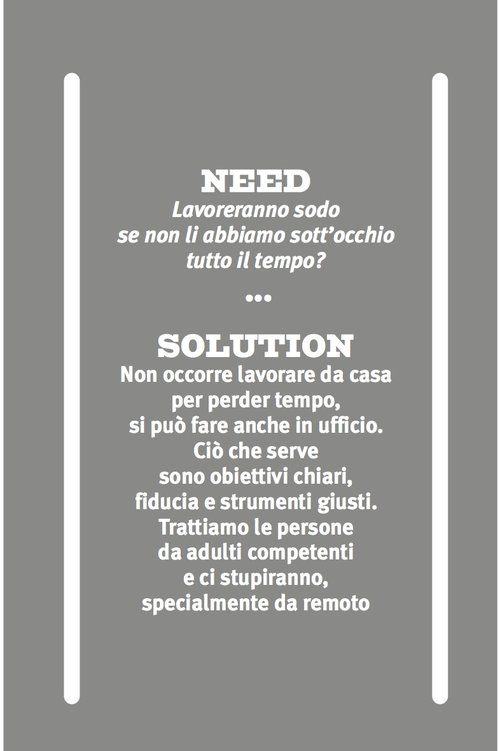 NEED
Lavoreranno sodo
se non li abbiamo sott'occhio
tutto il tempo?
•••
SOLUTION
Non occorre lavorare da casa
per perder tempo,
si può fare anche in ufficio.
Ciò che serve
sono obiettivi chiari,
fiducia e strumenti giusti.
Trattiamo le persone
da adulti competenti
e ci stupiranno,
specialmente da remoto